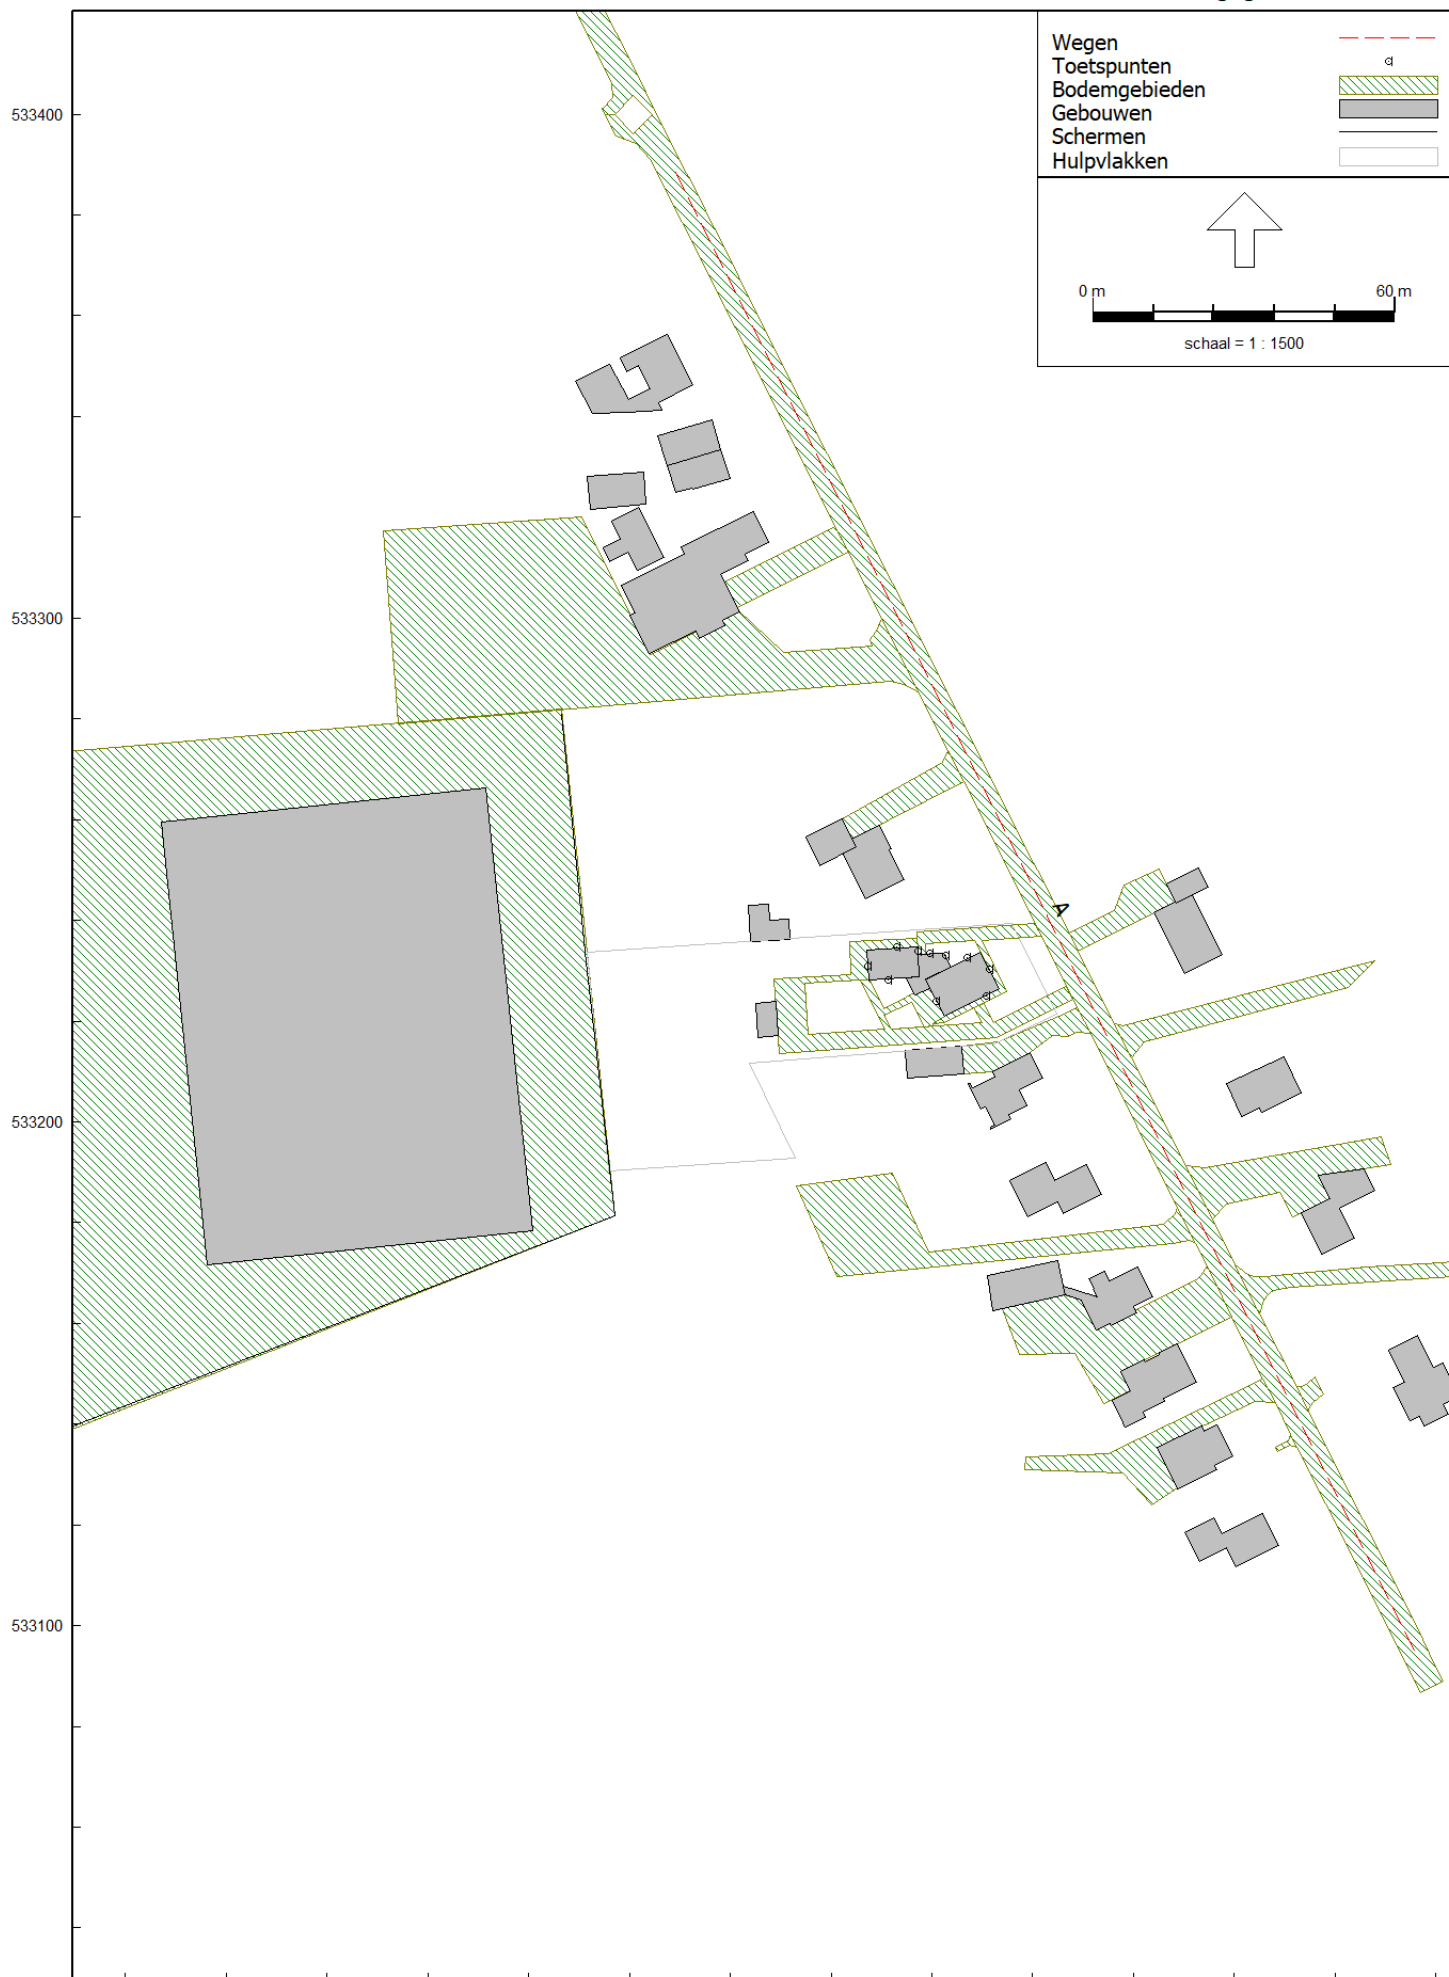 Wegen
Toetspunten
Bodemgebieden
Gebouwen
Schermen
Hulpvlakken
0 m 60 m
schaal = 1 : 1500
533400
533300
533200
533100
A